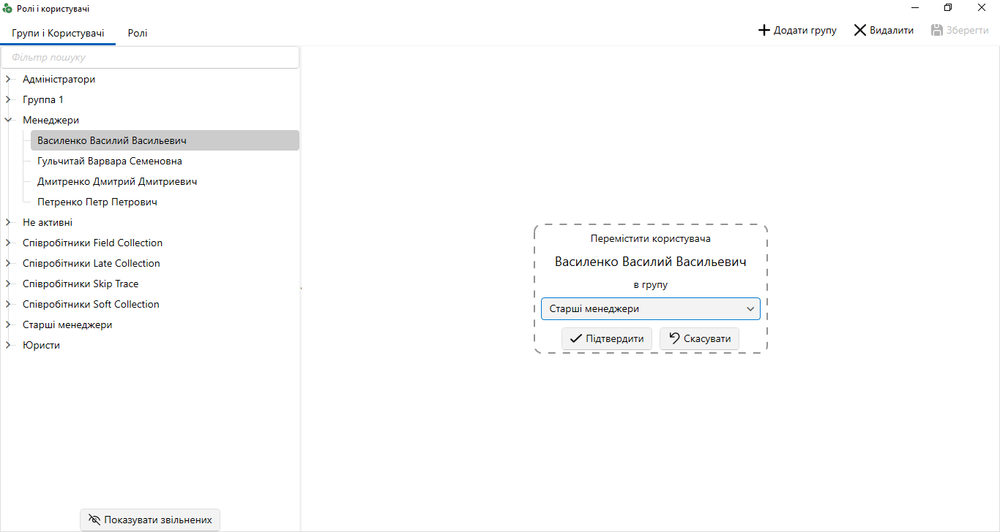 Ролі і користувачі
Групи і Користувачі
Ролі
Додати групу
Видалити
Зберегти
Фільтр пошуку
Адміністратори
Группа 1
Менеджери
Василенко Василий Васильевич
Гульчитай Варвара Семеновна
Дмитренко Дмитрий Дмитриевич
Петренко Петр Петрович
Не активні
Співробітники Field Collection
Співробітники Late Collection
Співробітники Skip Trace
Співробітники Soft Collection
Старші менеджери
Юристи
Показувати звільнених
Перемістити користувача
Василенко Василий Васильевич
в групу
Старші менеджери
Підтвердити
Скасувати